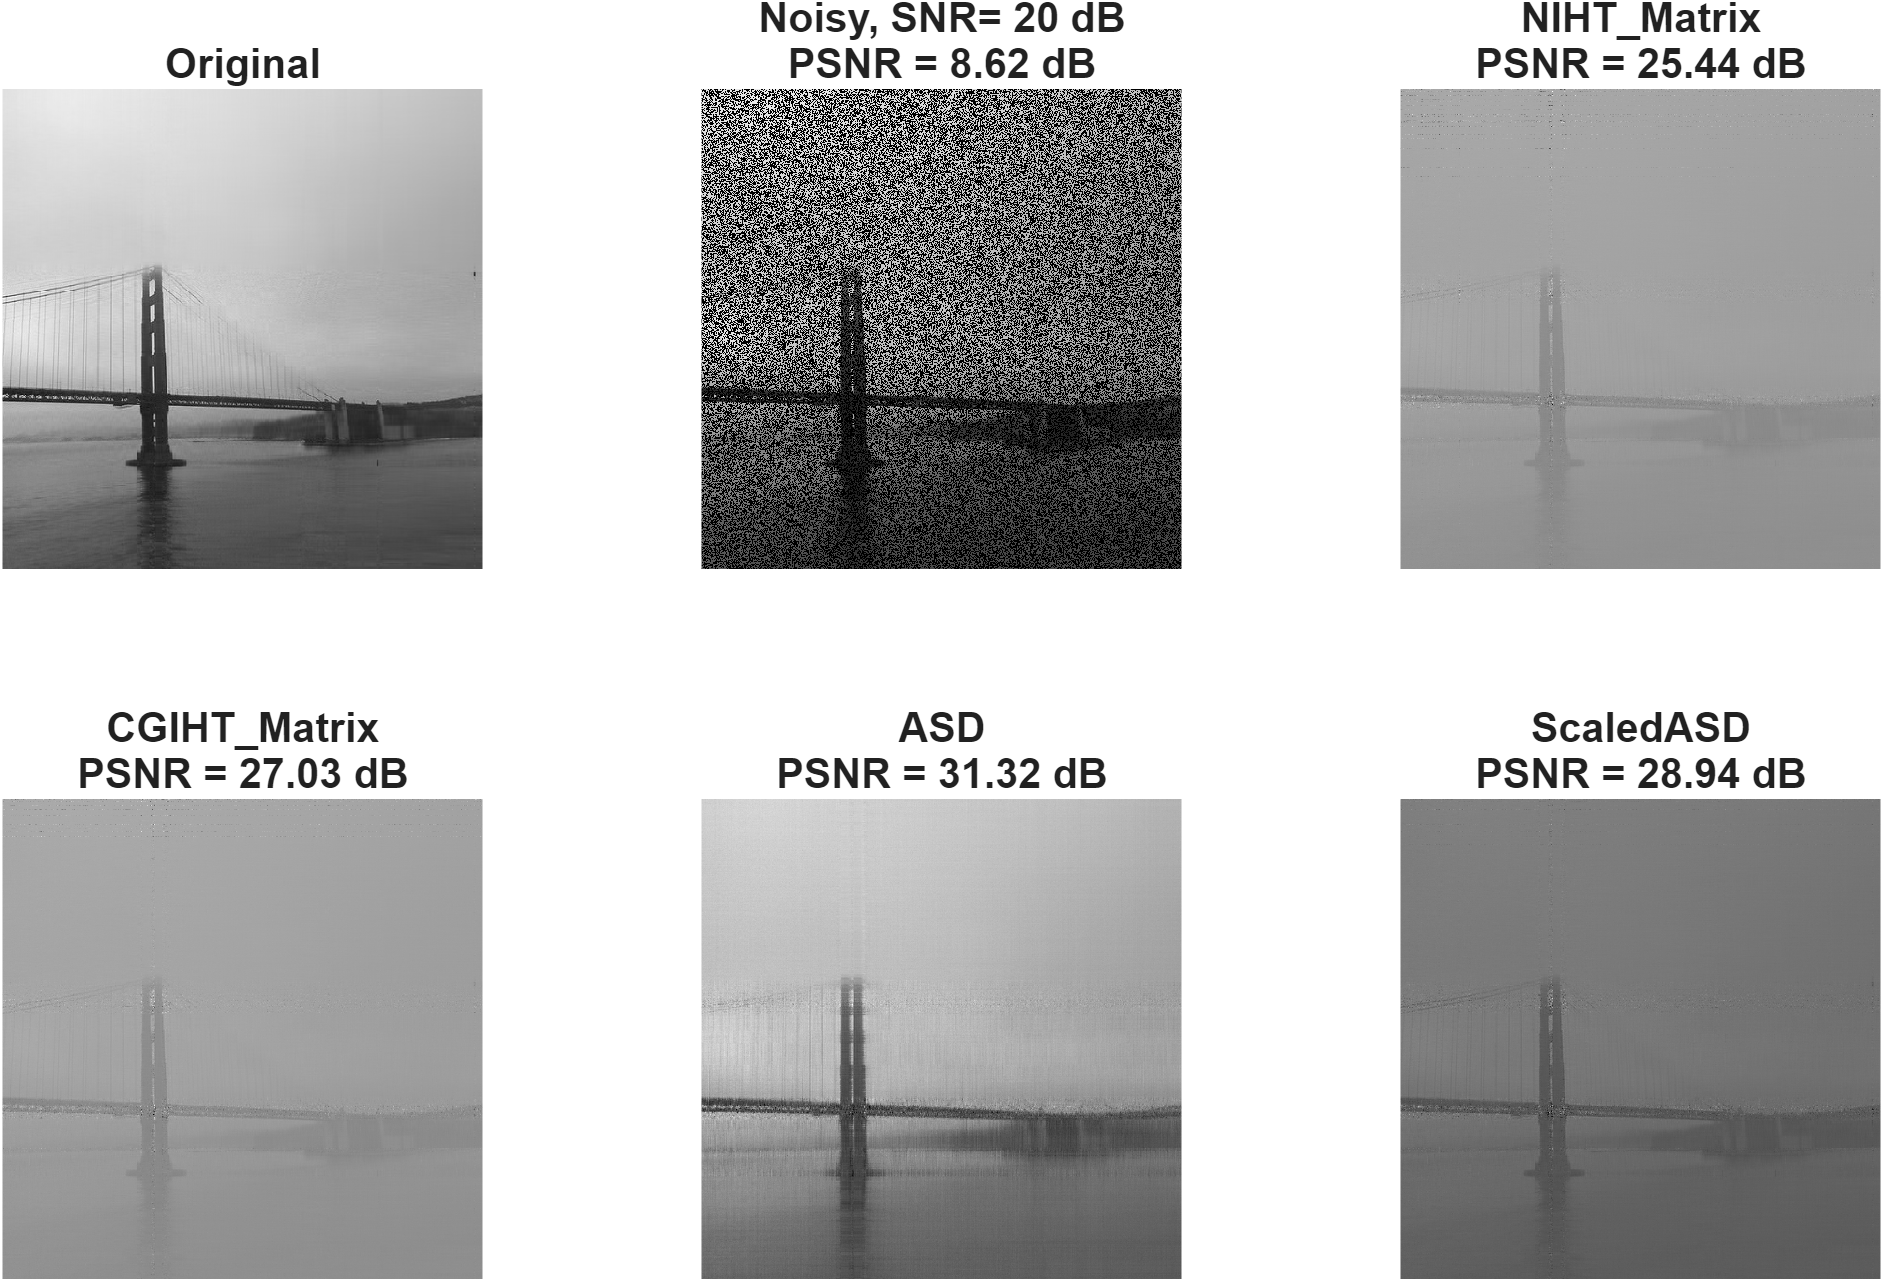 Original
Noisy, SNR= 20 dB
PSNR = 8.62 dB
NIHT_Matrix
PSNR = 25.44 dB
CGIHT_Matrix
PSNR = 27.03 dB
ASD
PSNR = 31.32 dB
ScaledASD
PSNR = 28.94 dB